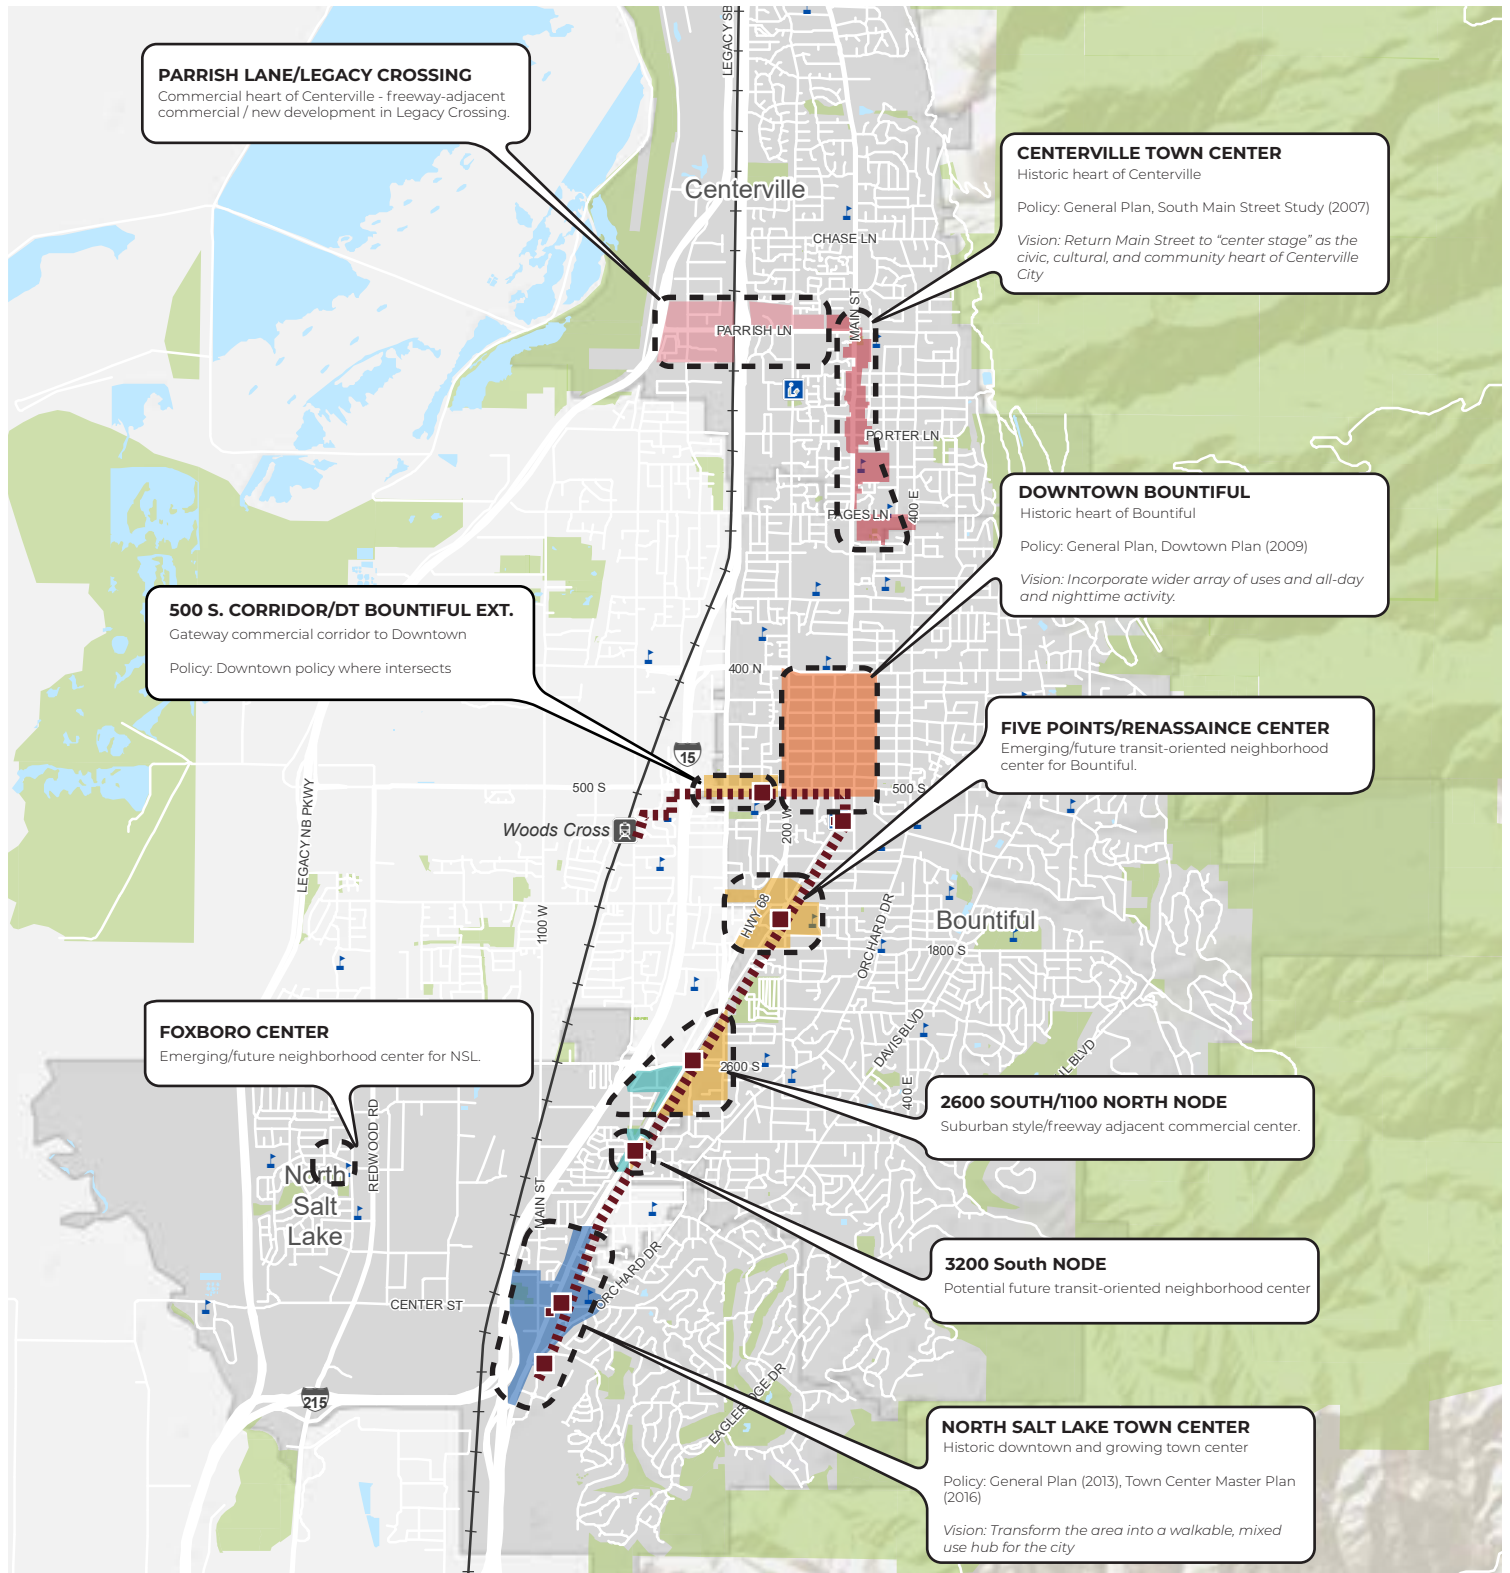 LEGACY SB
PARRISH LANE/LEGACY CROSSING
Commercial heart of Centerville - freeway-adjacent
commercial / new development in Legacy Crossing.
CENTERVILLE TOWN CENTER
Historic heart of Centerville
Policy: General Plan, South Main Street Study (2007)
Vision: Return Main Street to “center stage” as the
civic, cultural, and community heart of Centerville
City
Centerville
CHASE LN
MAIN ST
PARRISH LN
PORTER LN
400 E
PAGES LN
DOWNTOWN BOUNTIFUL
Historic heart of Bountiful
Policy: General Plan, Dowtown Plan (2009)
Vision: Incorporate wider array of uses and all-day
and nighttime activity.
500 S. CORRIDOR/DT BOUNTIFUL EXT.
Gateway commercial corridor to Downtown
Policy: Downtown policy where intersects
400 N
FIVE POINTS/RENASSAINCE CENTER
Emerging/future transit-oriented neighborhood
center for Bountiful.
15
500 S
500 S
Woods Cross
200 W
LEGACY NB PKWY
HWY 68
ORCHARD DR
1100 W
Bountiful
1800 S
FOXBORO CENTER
Emerging/future neighborhood center for NSL.
DAVIS BLVD
2600 S
400 E
2600 SOUTH/1100 NORTH NODE
Suburban style/freeway adjacent commercial center.
REDWOOD RD
North
Salt
Lake
MAIN ST
ORCHARD DR
3200 South NODE
Potential future transit-oriented neighborhood center
CENTER ST
215
EAGLERIDGE DR
NORTH SALT LAKE TOWN CENTER
Historic downtown and growing town center
Policy: General Plan (2013), Town Center Master Plan
(2016)
Vision: Transform the area into a walkable, mixed
use hub for the city